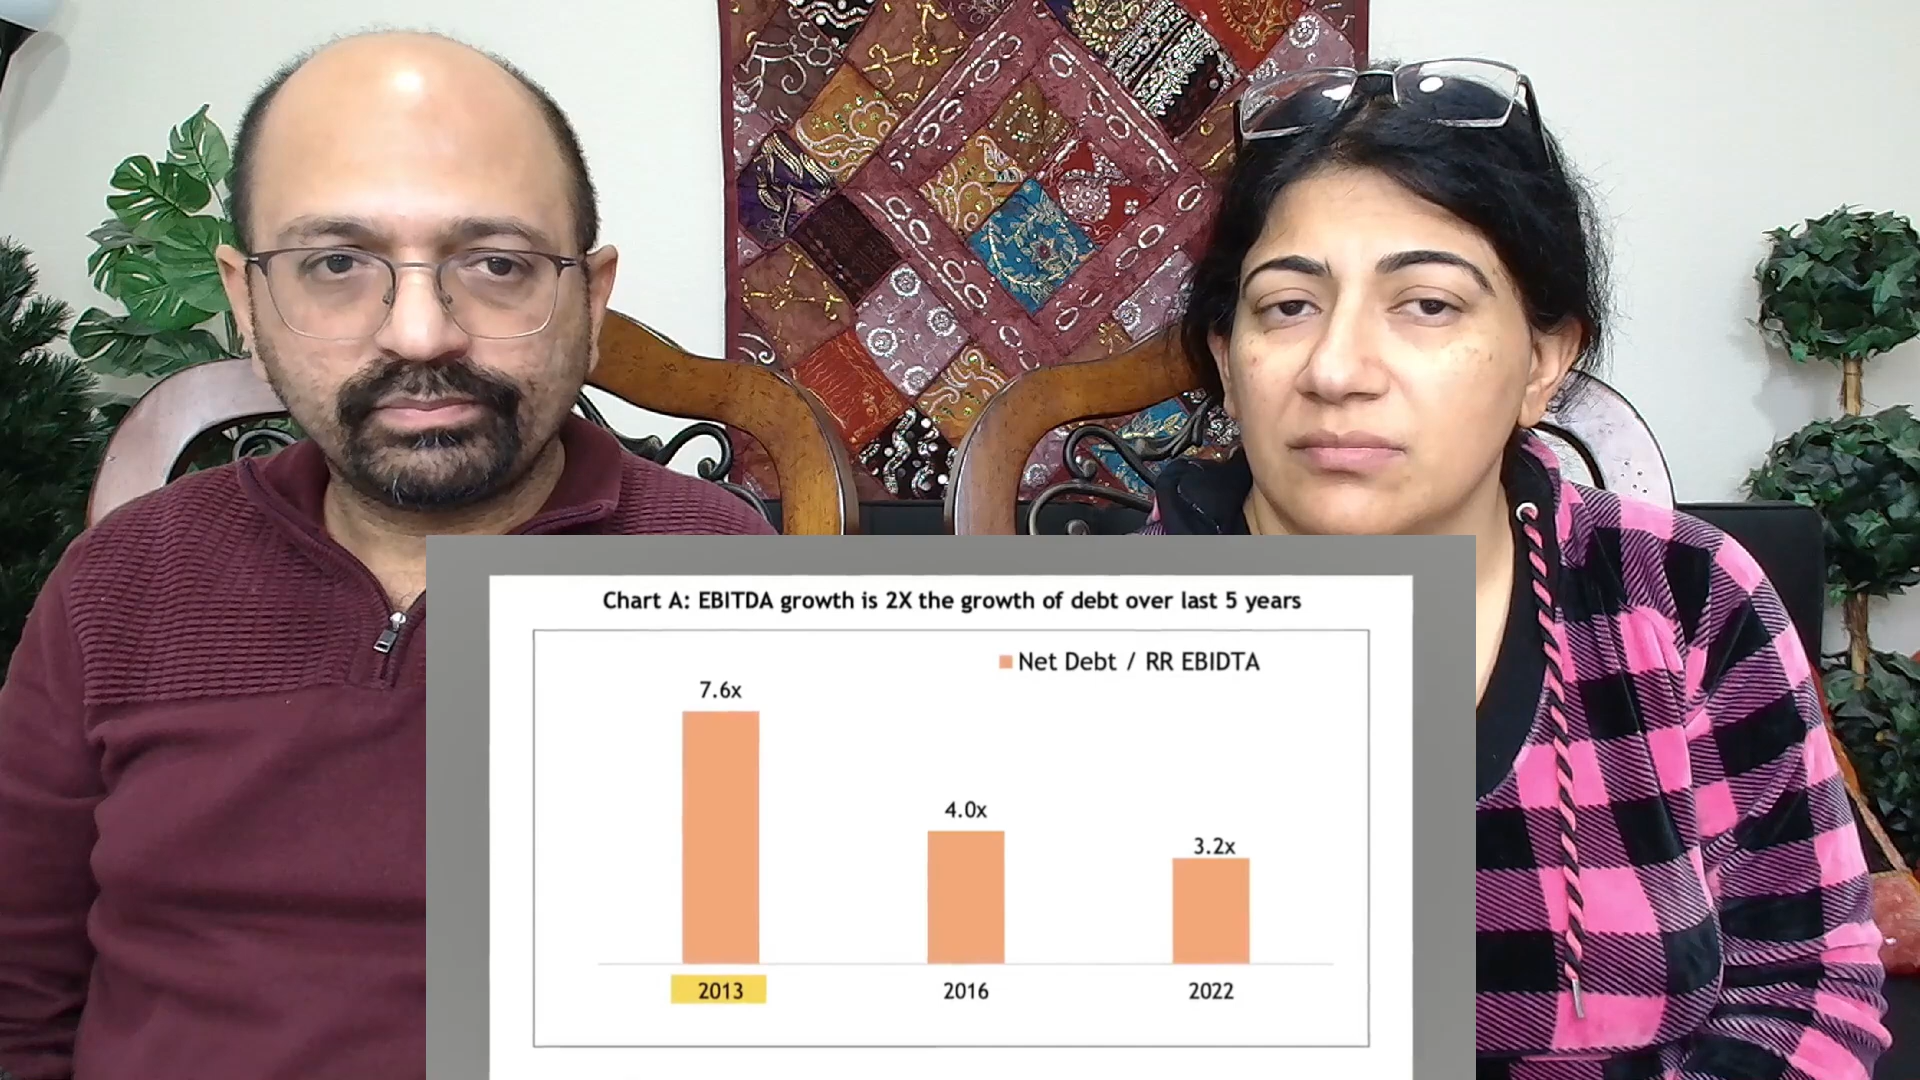 Chart A: EBITDA growth is 2X the growth of debt over last 5 years
Net Debt / RR EBIDTA
7.6x
4.0x
3.2x
2013 2016 2022